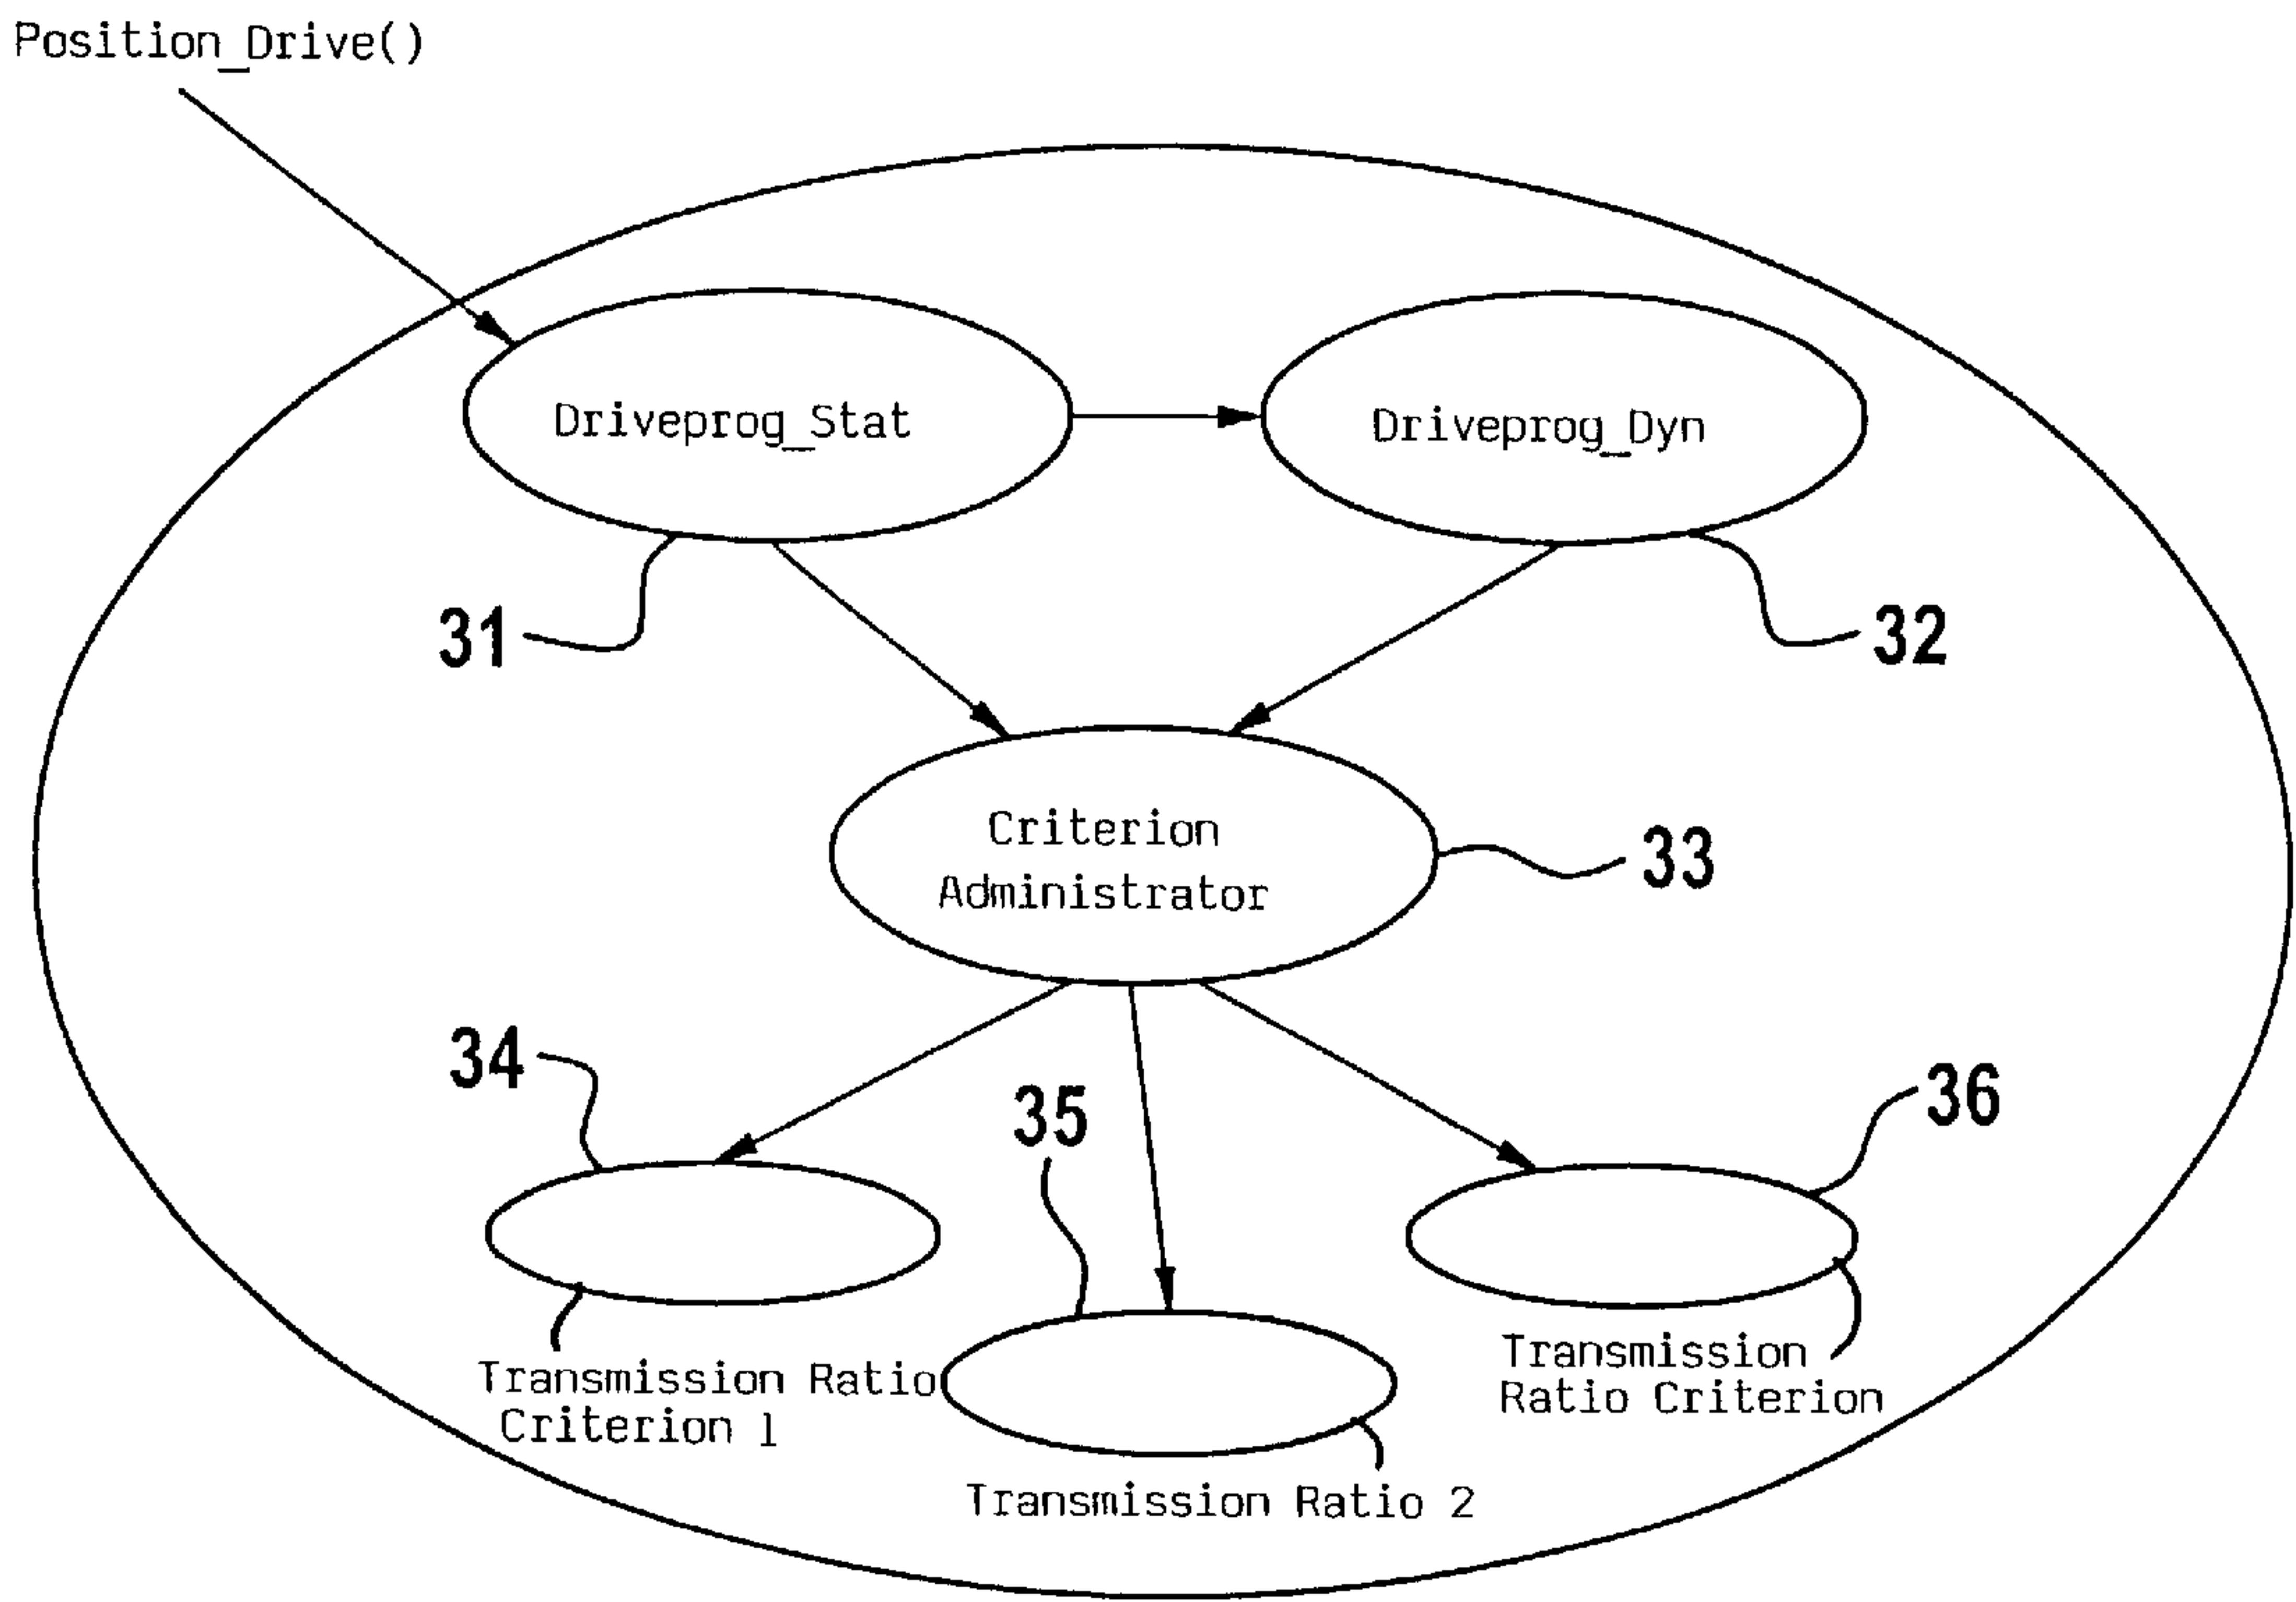 Position_Drive()
Driveprog_Stat
Driveprog_Dyn
31
32
Criterion
Administrator
33
34
35
36
Transmission Ratio
Criterion 1
Transmission
Ratio Criterion
Transmission Ratio 2